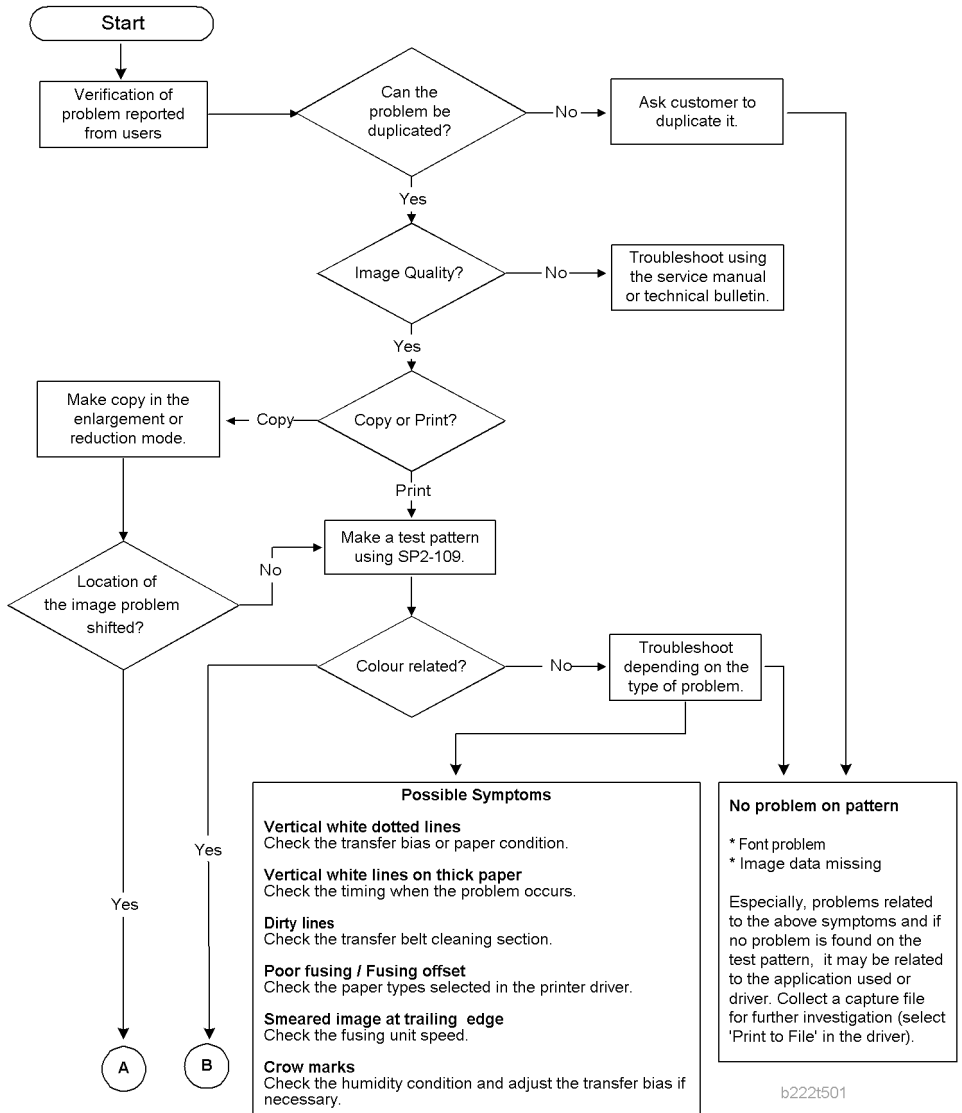 Start
Verification of
problem reported
from users
Can the
problem be
duplicated?
No
Ask customer to
duplicate it.
Yes
Image Quality?
No
Troubleshoot using
the service manual
or technical bulletin.
Yes
Make copy in the
enlargement or
reduction mode.
Copy
Copy or Print?
Print
Make a test pattern
using SP2-109.
No
Location of
the image problem
shifted?
Colour related?
No
Troubleshoot
depending on the
type of problem.
Yes
Yes
A
B
Possible Symptoms
Vertical white dotted lines
Check the transfer bias or paper condition.
Vertical white lines on thick paper
Check the timing when the problem occurs.
Dirty lines
Check the transfer belt cleaning section.
Poor fusing / Fusing offset
Check the paper types selected in the printer driver.
Smeared image at trailing edge
Check the fusing unit speed.
Crow marks
Check the humidity condition and adjust the transfer bias if
necessary.
No problem on pattern
* Font problem
* Image data missing
Especially, problems related
to the above symptoms and if
no problem is found on the
test pattern, it may be related
to the application used or
driver. Collect a capture file
for further investigation (select
'Print to File' in the driver).
b222t501